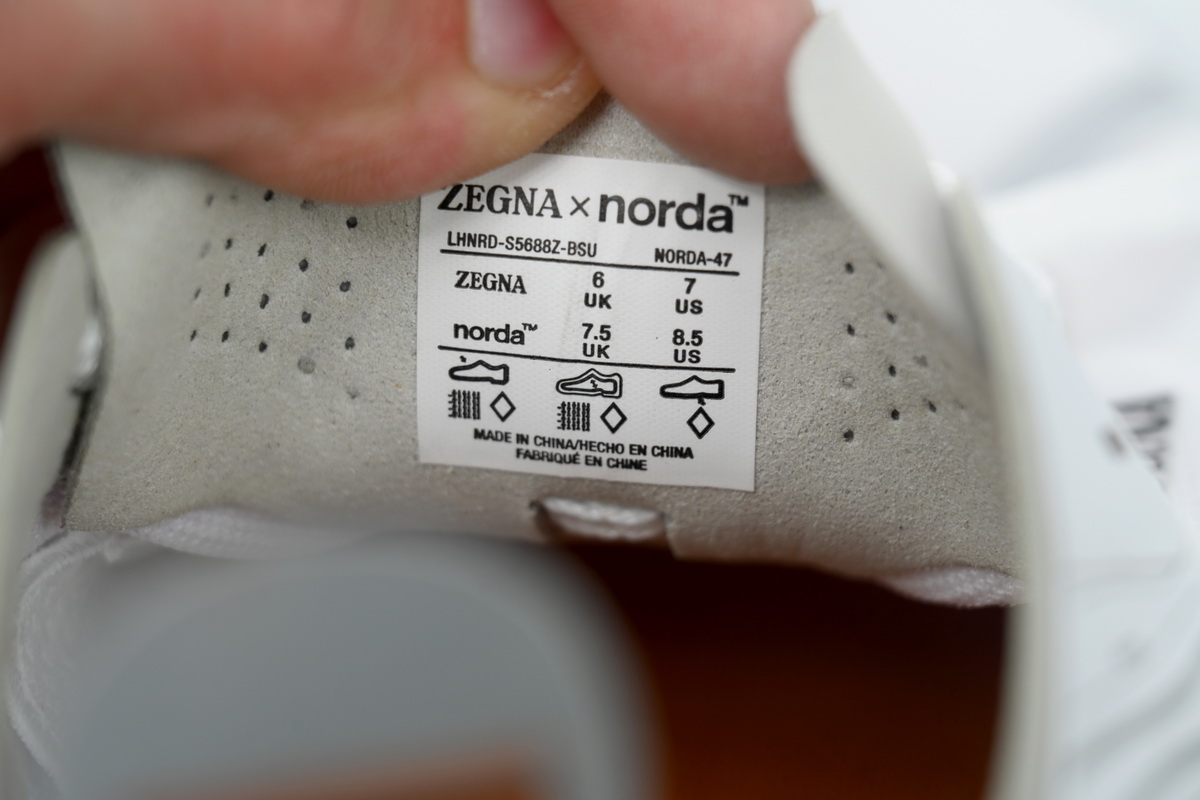 ZEGNA × norda™
LHNRD-S5688Z-BSU NORDA-47
ZEGNA 6 7
UK US
norda™ 7.5 8.5
UK US
MADE IN CHINA/HECHO EN CHINA
FABRIQUÉ EN CHINE